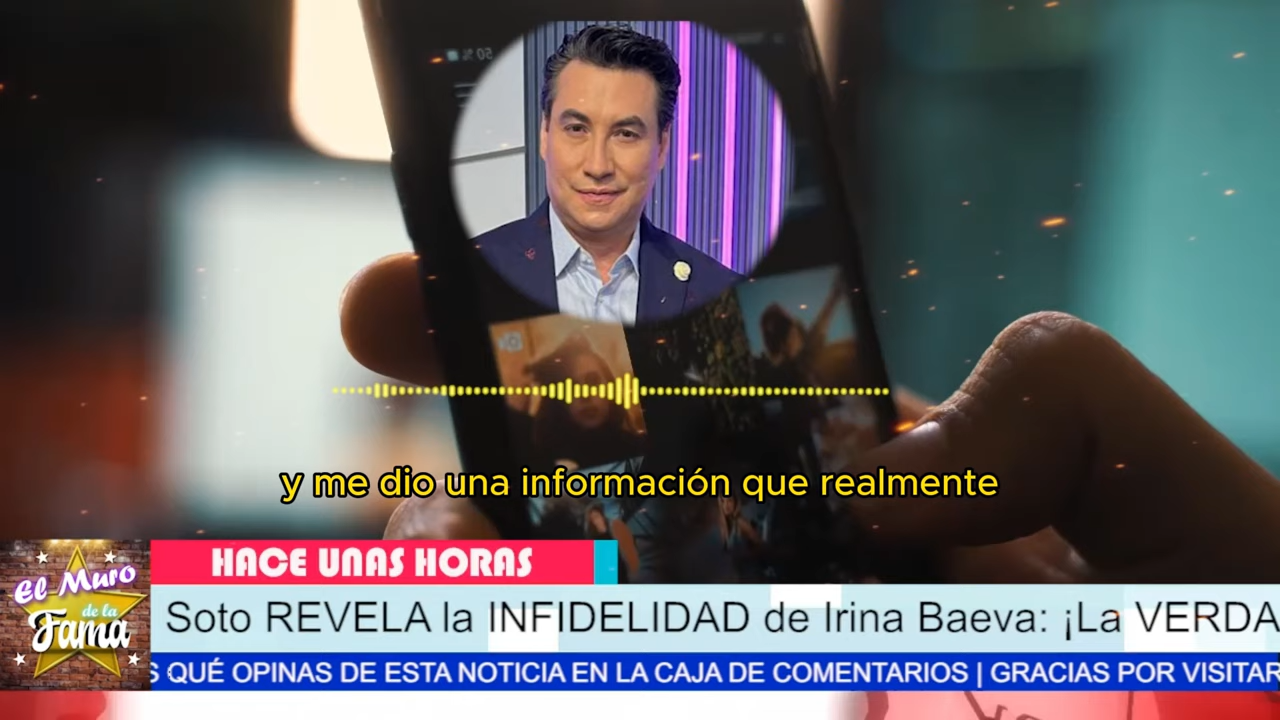 y me dio una información que realmente
HACE UNAS HORAS
El Muro
de la
Fama
Soto REVELA la INFIDELIDAD de Irina Baeva: ¡La VERDA
S QUÉ OPINAS DE ESTA NOTICIA EN LA CAJA DE COMENTARIOS | GRACIAS POR VISITAR